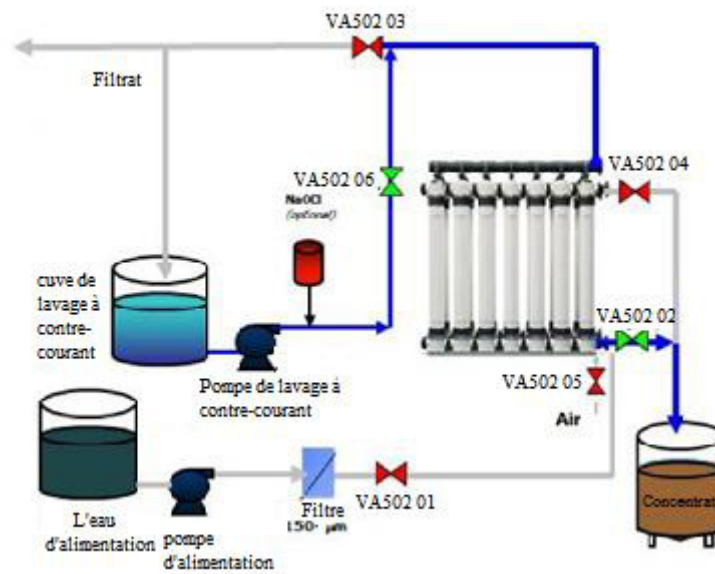 VA502 03
Filtrat
VA502 06
VA502 04
NaOCl
(optionel)
cuve de
lavage à
contre-
courant
VA502 02
Pompe de lavage à
contre-courant
VA502 05
Air
Concentrat
Filtre
150- µm
VA502 01
L'eau
d'alimentation
pompe
d'alimentation